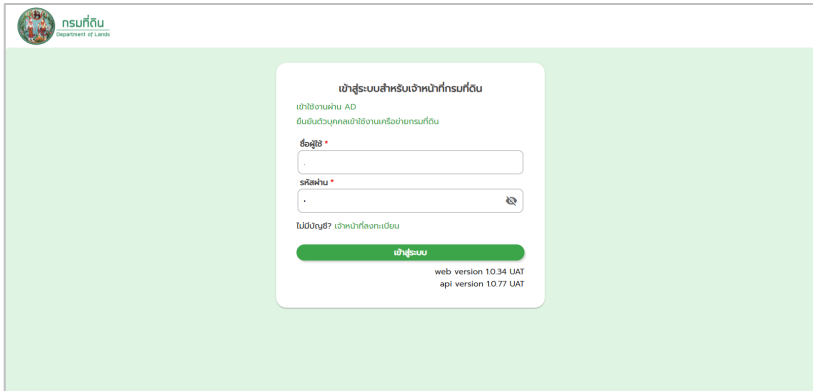 กรมที่ดิน
Department of Lands
เข้าสู่ระบบสำหรับเจ้าหน้าที่กรมที่ดิน
เข้าใช้งานผ่าน AD
ยืนยันตัวบุคคลเข้าใช้งานเครือข่ายกรมที่ดิน
ชื่อผู้ใช้ *
.
รหัสผ่าน *
•
ไม่มีบัญชี? เจ้าหน้าที่ลงทะเบียน
เข้าสู่ระบบ
web version 1.0.34 UAT
api version 1.0.77 UAT